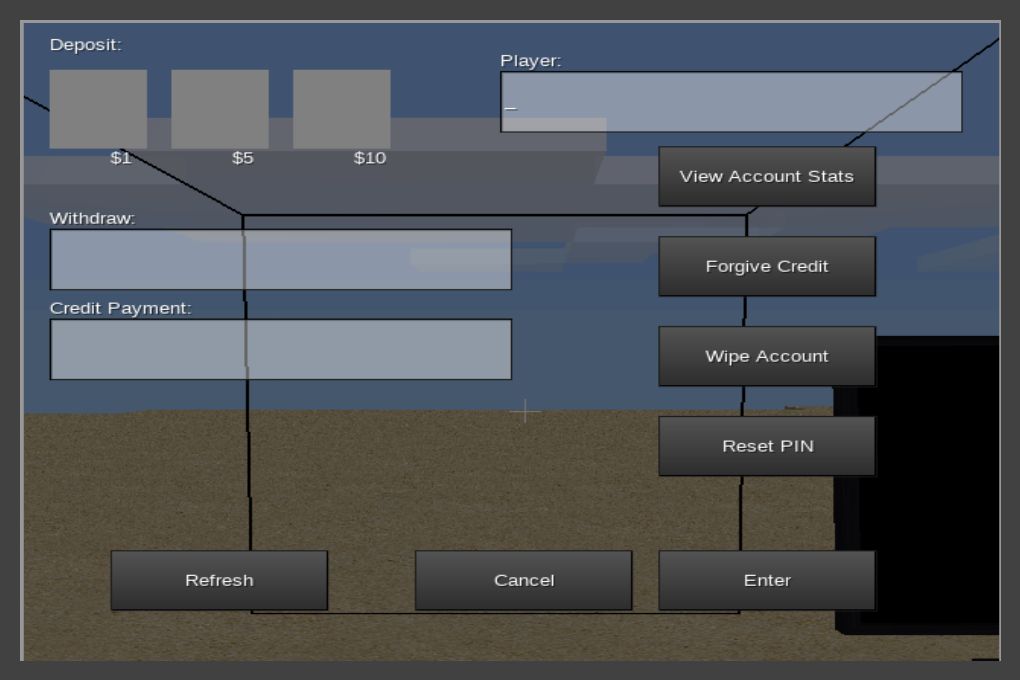 Deposit:
Player:
_
$1 $5 $10
View Account Stats
Withdraw:
Forgive Credit
Credit Payment:
Wipe Account
Reset PIN
Refresh Cancel Enter